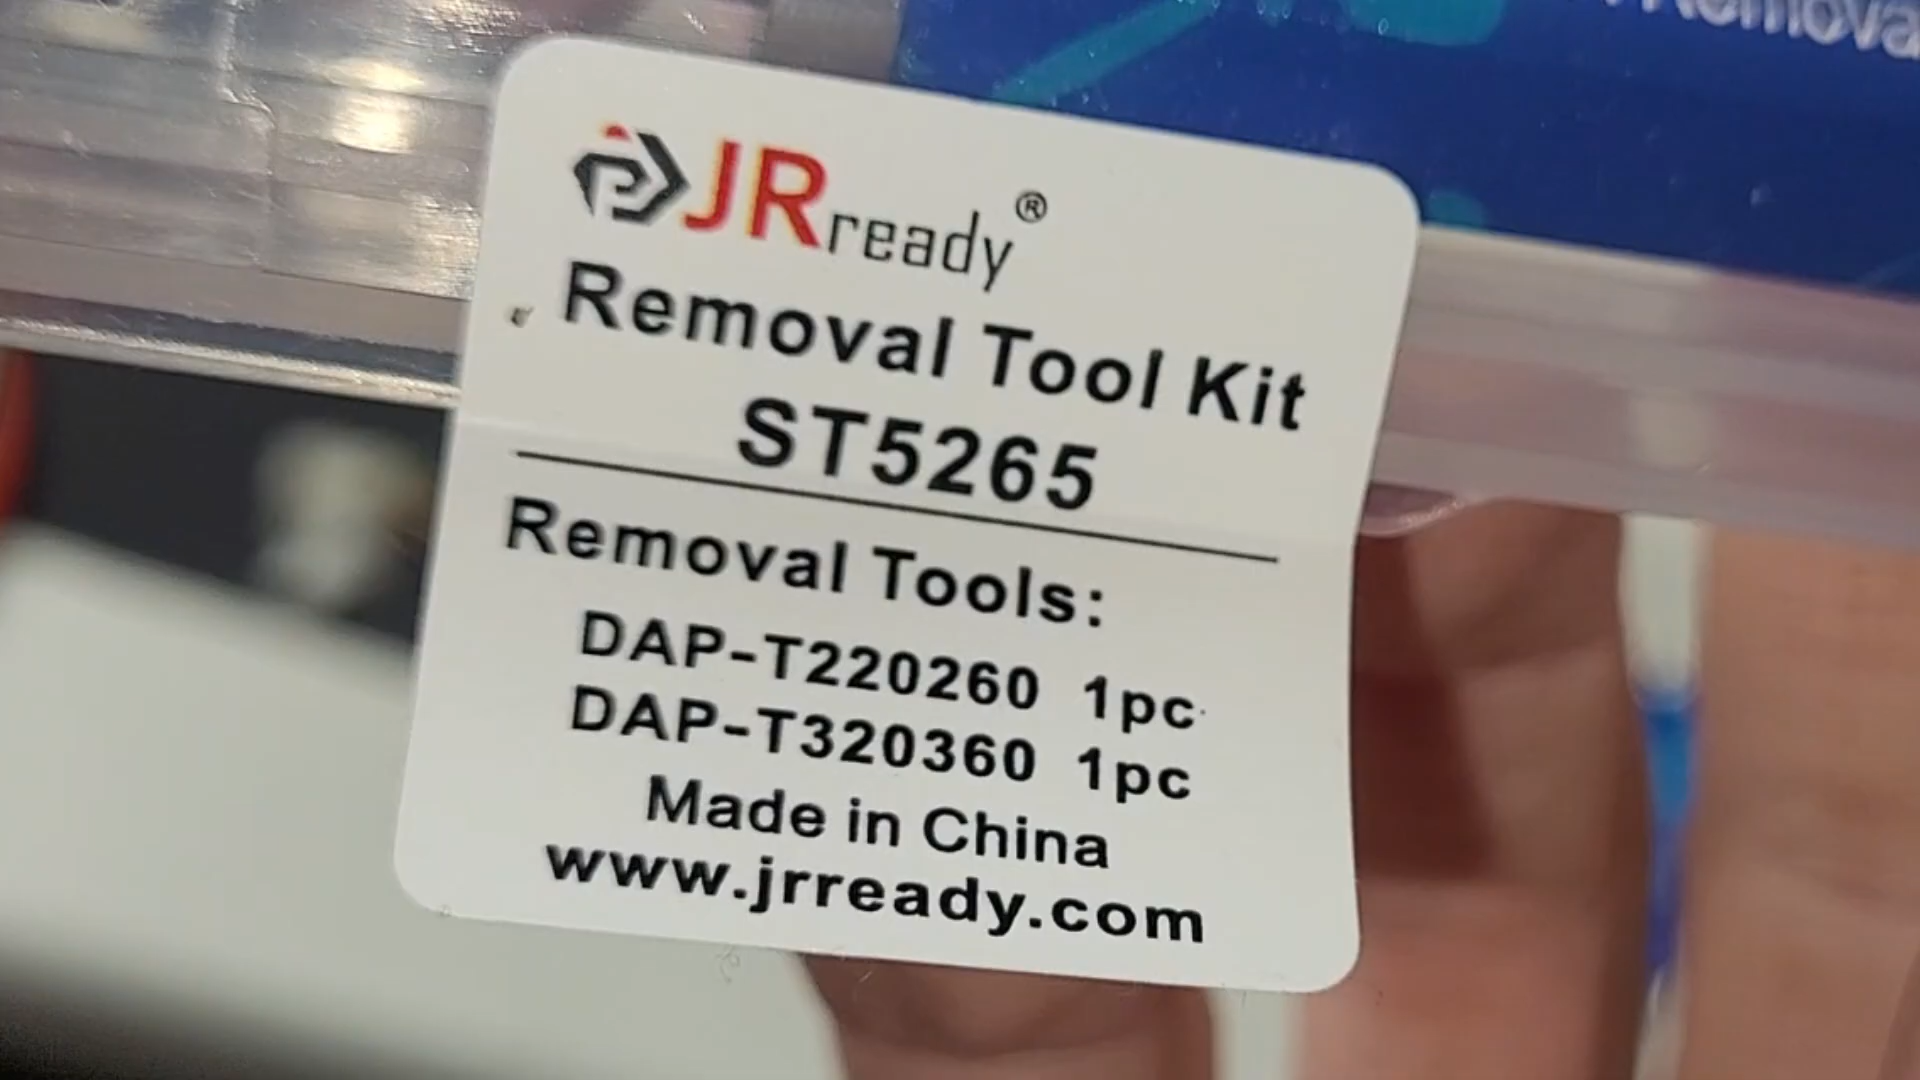 Removal
JRready®
Removal Tool Kit
ST5265
Removal Tools:
DAP-T220260 1pc
DAP-T320360 1pc
Made in China
www.jrready.com